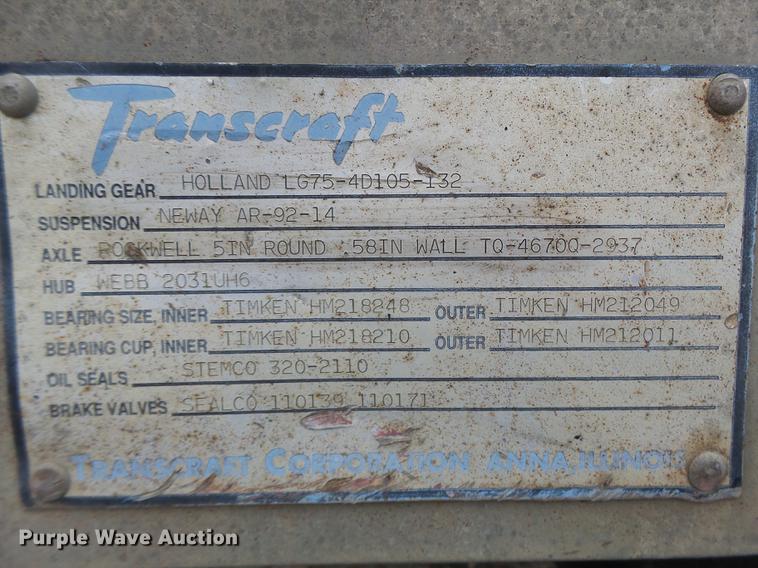 Transcraft
LANDING GEAR HOLLAND LG75-4D105-132
SUSPENSION NEWAY AR-92-14
AXLE ROCKWELL 5IN ROUND .58IN WALL TQ-4670Q-2937
HUB WEBB 2031UH6
BEARING SIZE, INNER TIMKEN HM218248 OUTER TIMKEN HM212049
BEARING CUP, INNER TIMKEN HM218210 OUTER TIMKEN HM212011
OIL SEALS STEMCO 320-2110
BRAKE VALVES SEALCO 110139 110171
TRANSCRAFT CORPORATION ANNA, ILLINOIS
Purple Wave Auction